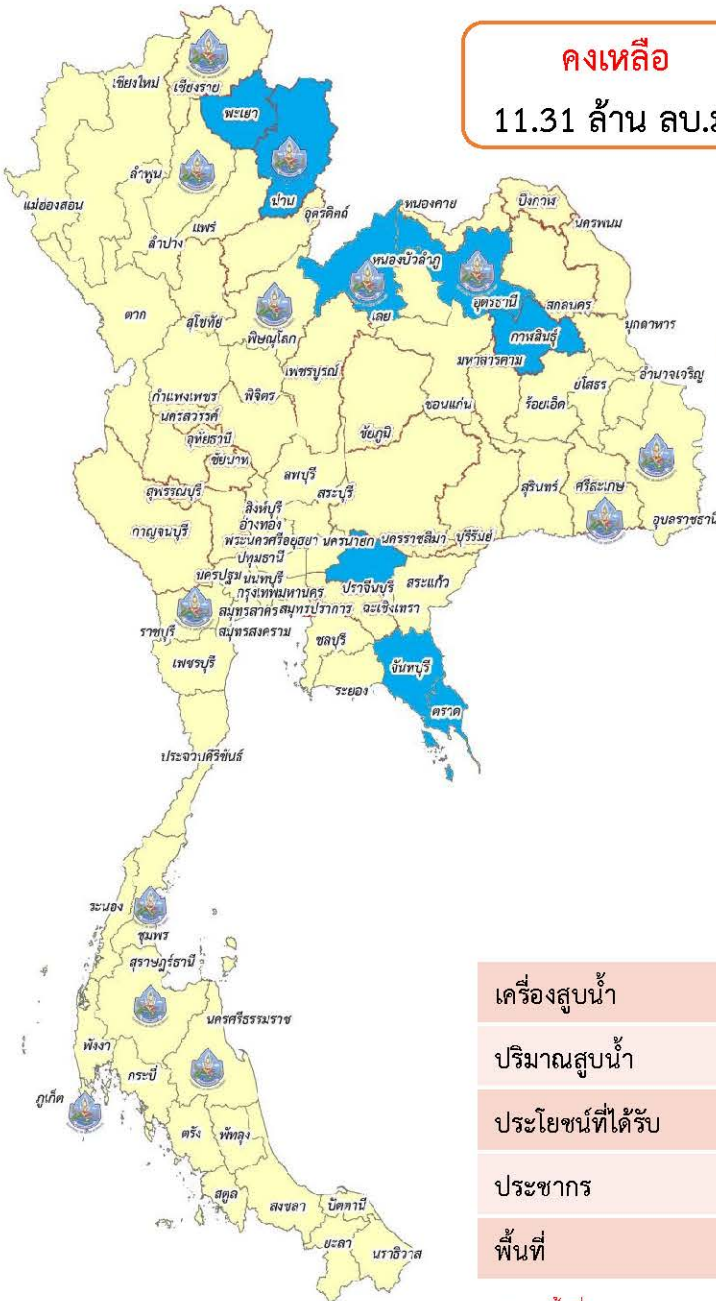 คงเหลือ
11.31 ล้าน ลบ.ม
เชียงใหม่
เชียงราย
พะเยา
น่าน
ลำพูน
แม่ฮ่องสอน
แพร่
ลำปาง
อุตรดิตถ์
หนองคาย
บึงกาฬ
นครพนม
หนองบัวลำภู
เลย
อุดรธานี
สกลนคร
ตาก
สุโขทัย
พิษณุโลก
กาฬสินธุ์
มุกดาหาร
เพชรบูรณ์
มหาสารคาม
กำแพงเพชร
พิจิตร
ขอนแก่น
ร้อยเอ็ด
ยโสธร
อำนาจเจริญ
นครสวรรค์
อุทัยธานี
ชัยภูมิ
ชัยนาท
ลพบุรี
สุพรรณบุรี
สระบุรี
สุรินทร์
ศรีสะเกษ
สิงห์บุรี
อ่างทอง
กาญจนบุรี
อุบลราชธานี
พระนครศรีอยุธยา
นครนายก
นครราชสีมา
บุรีรัมย์
ปทุมธานี
นครปฐม
นนทบุรี
ปราจีนบุรี
สระแก้ว
กรุงเทพมหานคร
สมุทรสาคร
สมุทรปราการ
ฉะเชิงเทรา
ราชบุรี
สมุทรสงคราม
ชลบุรี
เพชรบุรี
จันทบุรี
ระยอง
ตราด
ประจวบคีรีขันธ์
ระนอง
ชุมพร
สุราษฎร์ธานี
นครศรีธรรมราช
พังงา
กระบี่
ภูเก็ต
ตรัง
พัทลุง
สตูล
สงขลา
ปัตตานี
ยะลา
นราธิวาส
เครื่องสูบน้ำ
ปริมาณสูบน้ำ
ประโยชน์ที่ได้รับ
ประชากร
พื้นที่